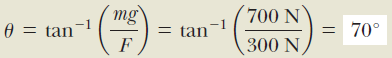 θ = tan⁻¹ (mg/F) = tan⁻¹ (700 N/300 N) = 70°